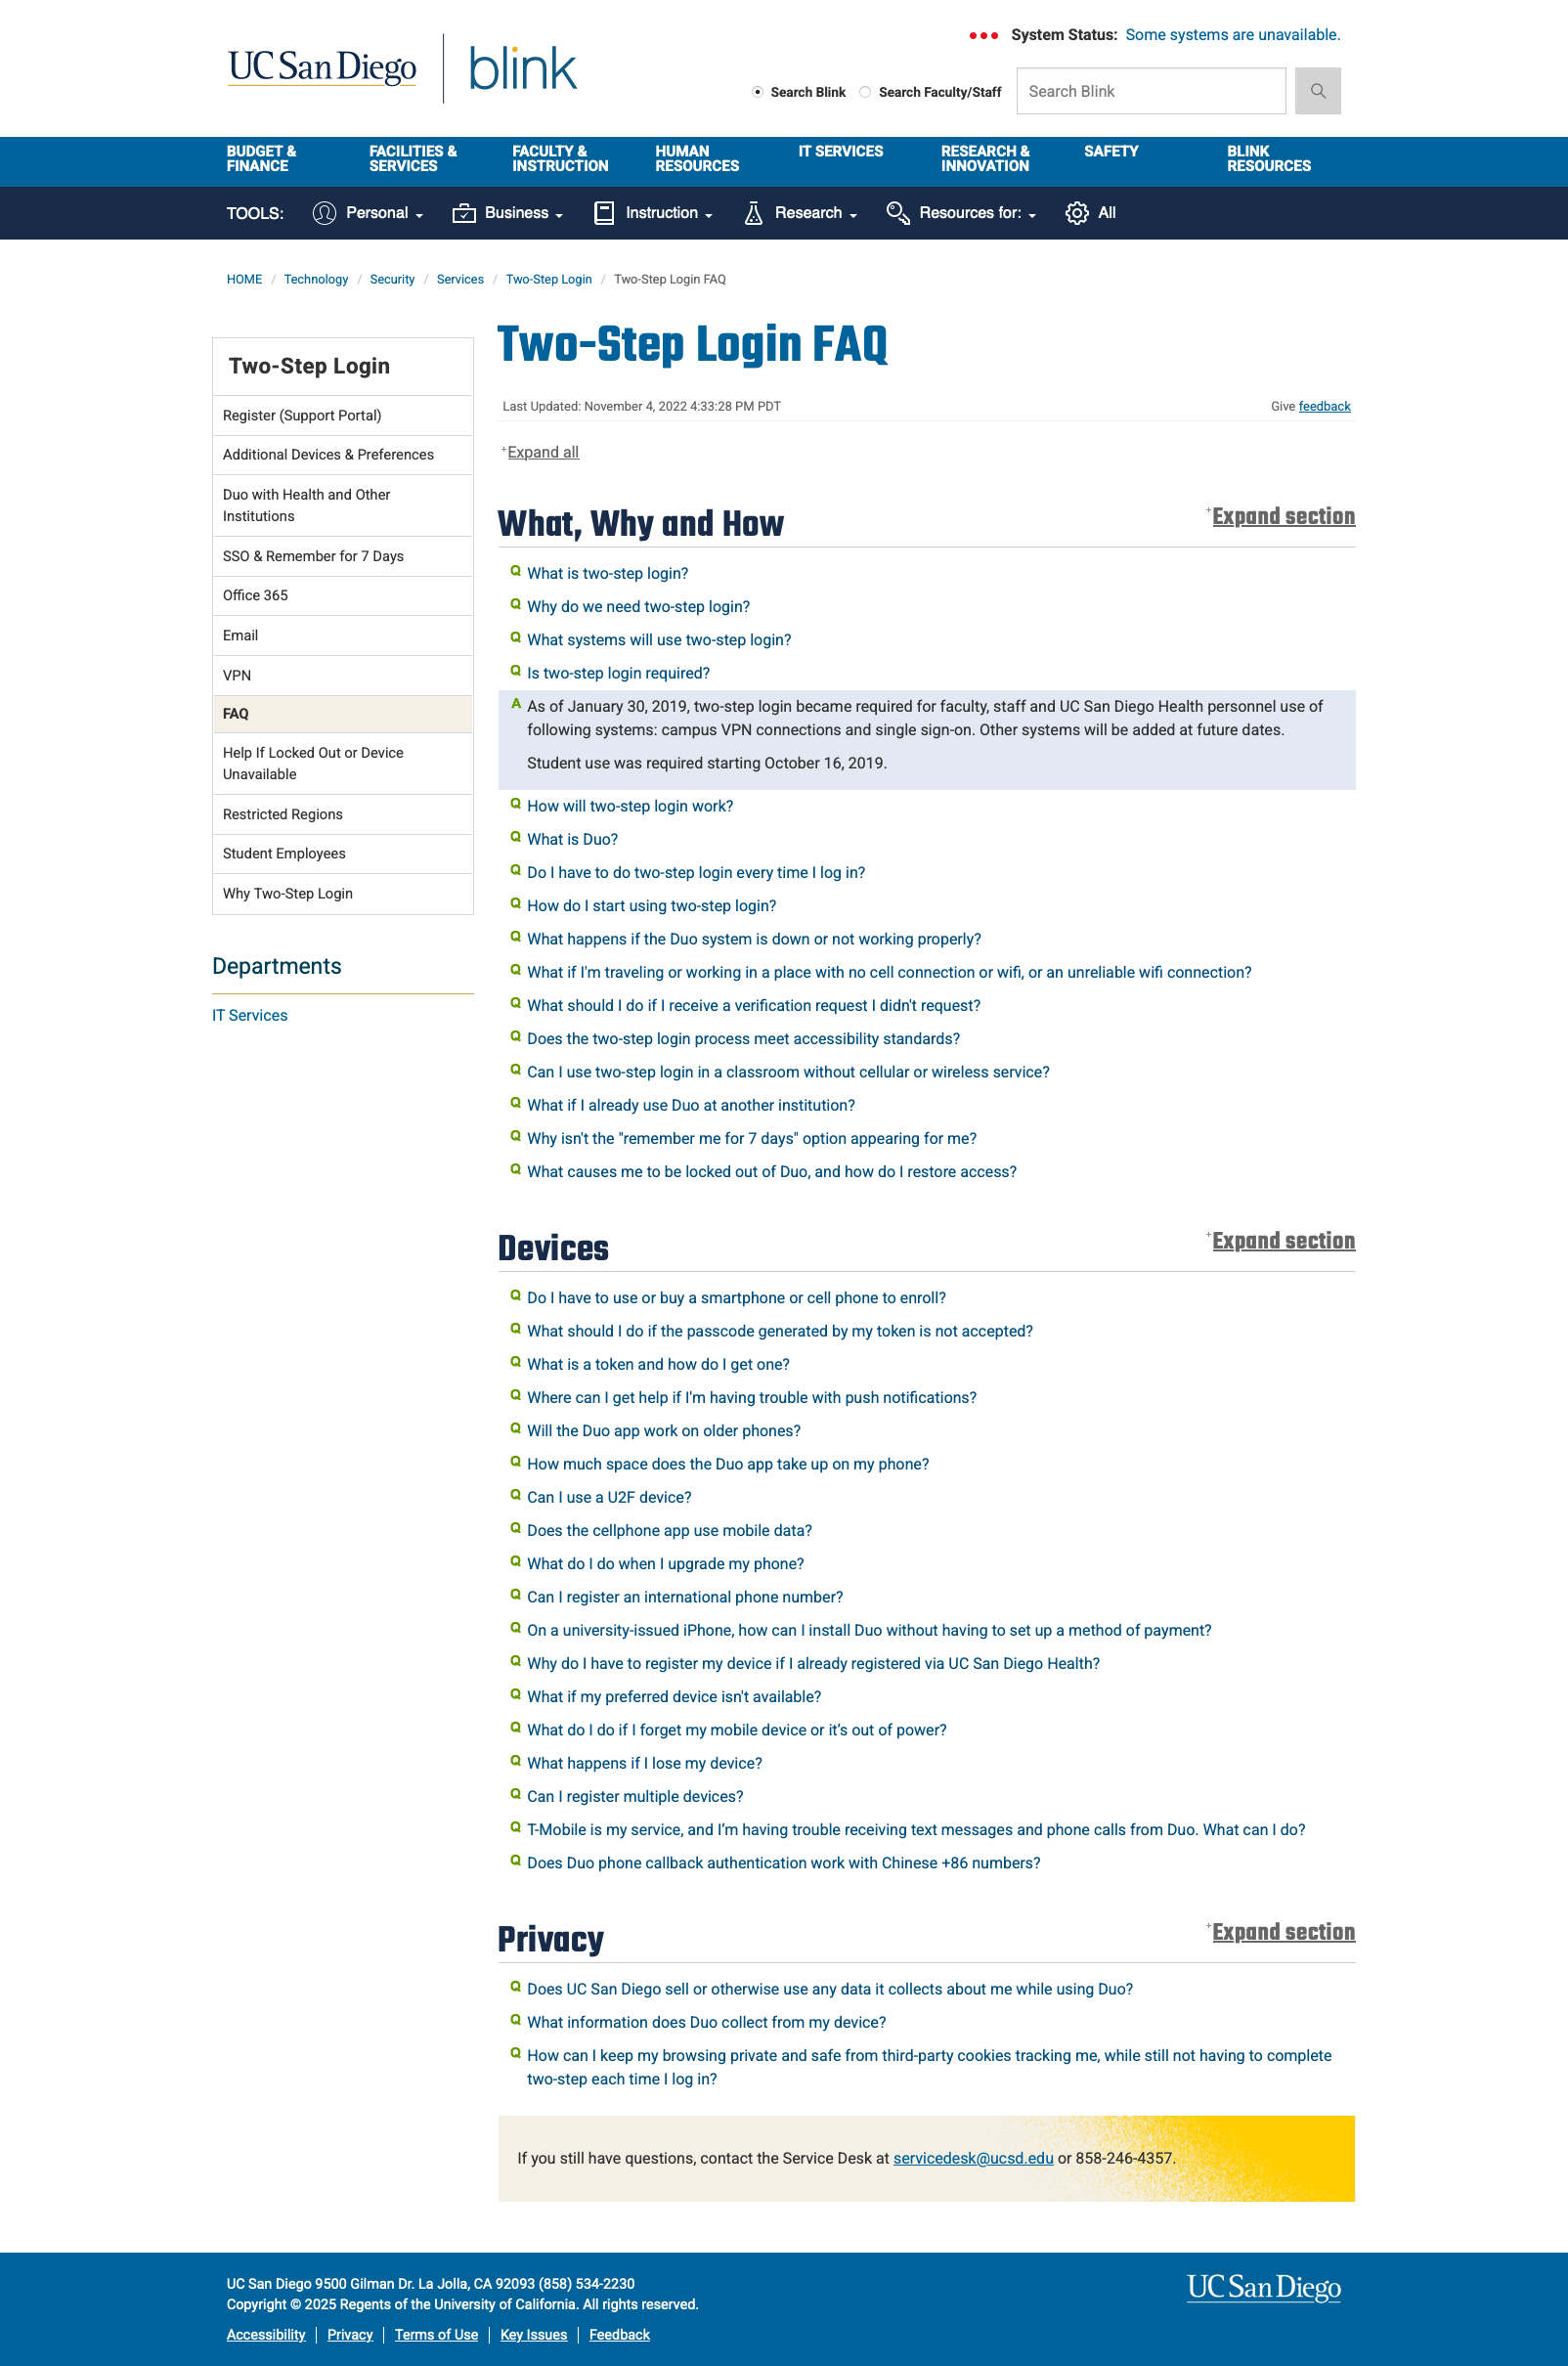 UC San Diego
blink
System Status: Some systems are unavailable.
Search Blink
Search Faculty/Staff
Search Blink
BUDGET &
FINANCE
FACILITIES &
SERVICES
FACULTY &
INSTRUCTION
HUMAN
RESOURCES
IT SERVICES
RESEARCH &
INNOVATION
SAFETY
BLINK
RESOURCES
TOOLS: Personal Business Instruction Research Resources for: All
HOME / Technology / Security / Services / Two-Step Login / Two-Step Login FAQ
Two-Step Login
Register (Support Portal)
Additional Devices & Preferences
Duo with Health and Other
Institutions
SSO & Remember for 7 Days
Office 365
Email
VPN
FAQ
Help If Locked Out or Device
Unavailable
Restricted Regions
Student Employees
Why Two-Step Login
Departments
IT Services
Two-Step Login FAQ
Last Updated: November 4, 2022 4:33:28 PM PDT
Give feedback
+Expand all
What, Why and How
+Expand section
Q What is two-step login?
Q Why do we need two-step login?
Q What systems will use two-step login?
Q Is two-step login required?
A As of January 30, 2019, two-step login became required for faculty, staff and UC San Diego Health personnel use of
following systems: campus VPN connections and single sign-on. Other systems will be added at future dates.
Student use was required starting October 16, 2019.
Q How will two-step login work?
Q What is Duo?
Q Do I have to do two-step login every time I log in?
Q How do I start using two-step login?
Q What happens if the Duo system is down or not working properly?
Q What if I'm traveling or working in a place with no cell connection or wifi, or an unreliable wifi connection?
Q What should I do if I receive a verification request I didn't request?
Q Does the two-step login process meet accessibility standards?
Q Can I use two-step login in a classroom without cellular or wireless service?
Q What if I already use Duo at another institution?
Q Why isn't the "remember me for 7 days" option appearing for me?
Q What causes me to be locked out of Duo, and how do I restore access?
Devices
+Expand section
Q Do I have to use or buy a smartphone or cell phone to enroll?
Q What should I do if the passcode generated by my token is not accepted?
Q What is a token and how do I get one?
Q Where can I get help if I'm having trouble with push notifications?
Q Will the Duo app work on older phones?
Q How much space does the Duo app take up on my phone?
Q Can I use a U2F device?
Q Does the cellphone app use mobile data?
Q What do I do when I upgrade my phone?
Q Can I register an international phone number?
Q On a university-issued iPhone, how can I install Duo without having to set up a method of payment?
Q Why do I have to register my device if I already registered via UC San Diego Health?
Q What if my preferred device isn't available?
Q What do I do if I forget my mobile device or it’s out of power?
Q What happens if I lose my device?
Q Can I register multiple devices?
Q T-Mobile is my service, and I’m having trouble receiving text messages and phone calls from Duo. What can I do?
Q Does Duo phone callback authentication work with Chinese +86 numbers?
Privacy
+Expand section
Q Does UC San Diego sell or otherwise use any data it collects about me while using Duo?
Q What information does Duo collect from my device?
Q How can I keep my browsing private and safe from third-party cookies tracking me, while still not having to complete
two-step each time I log in?
If you still have questions, contact the Service Desk at servicedesk@ucsd.edu or 858-246-4357.
UC San Diego 9500 Gilman Dr. La Jolla, CA 92093 (858) 534-2230
Copyright © 2025 Regents of the University of California. All rights reserved.
Accessibility | Privacy | Terms of Use | Key Issues | Feedback
UC San Diego